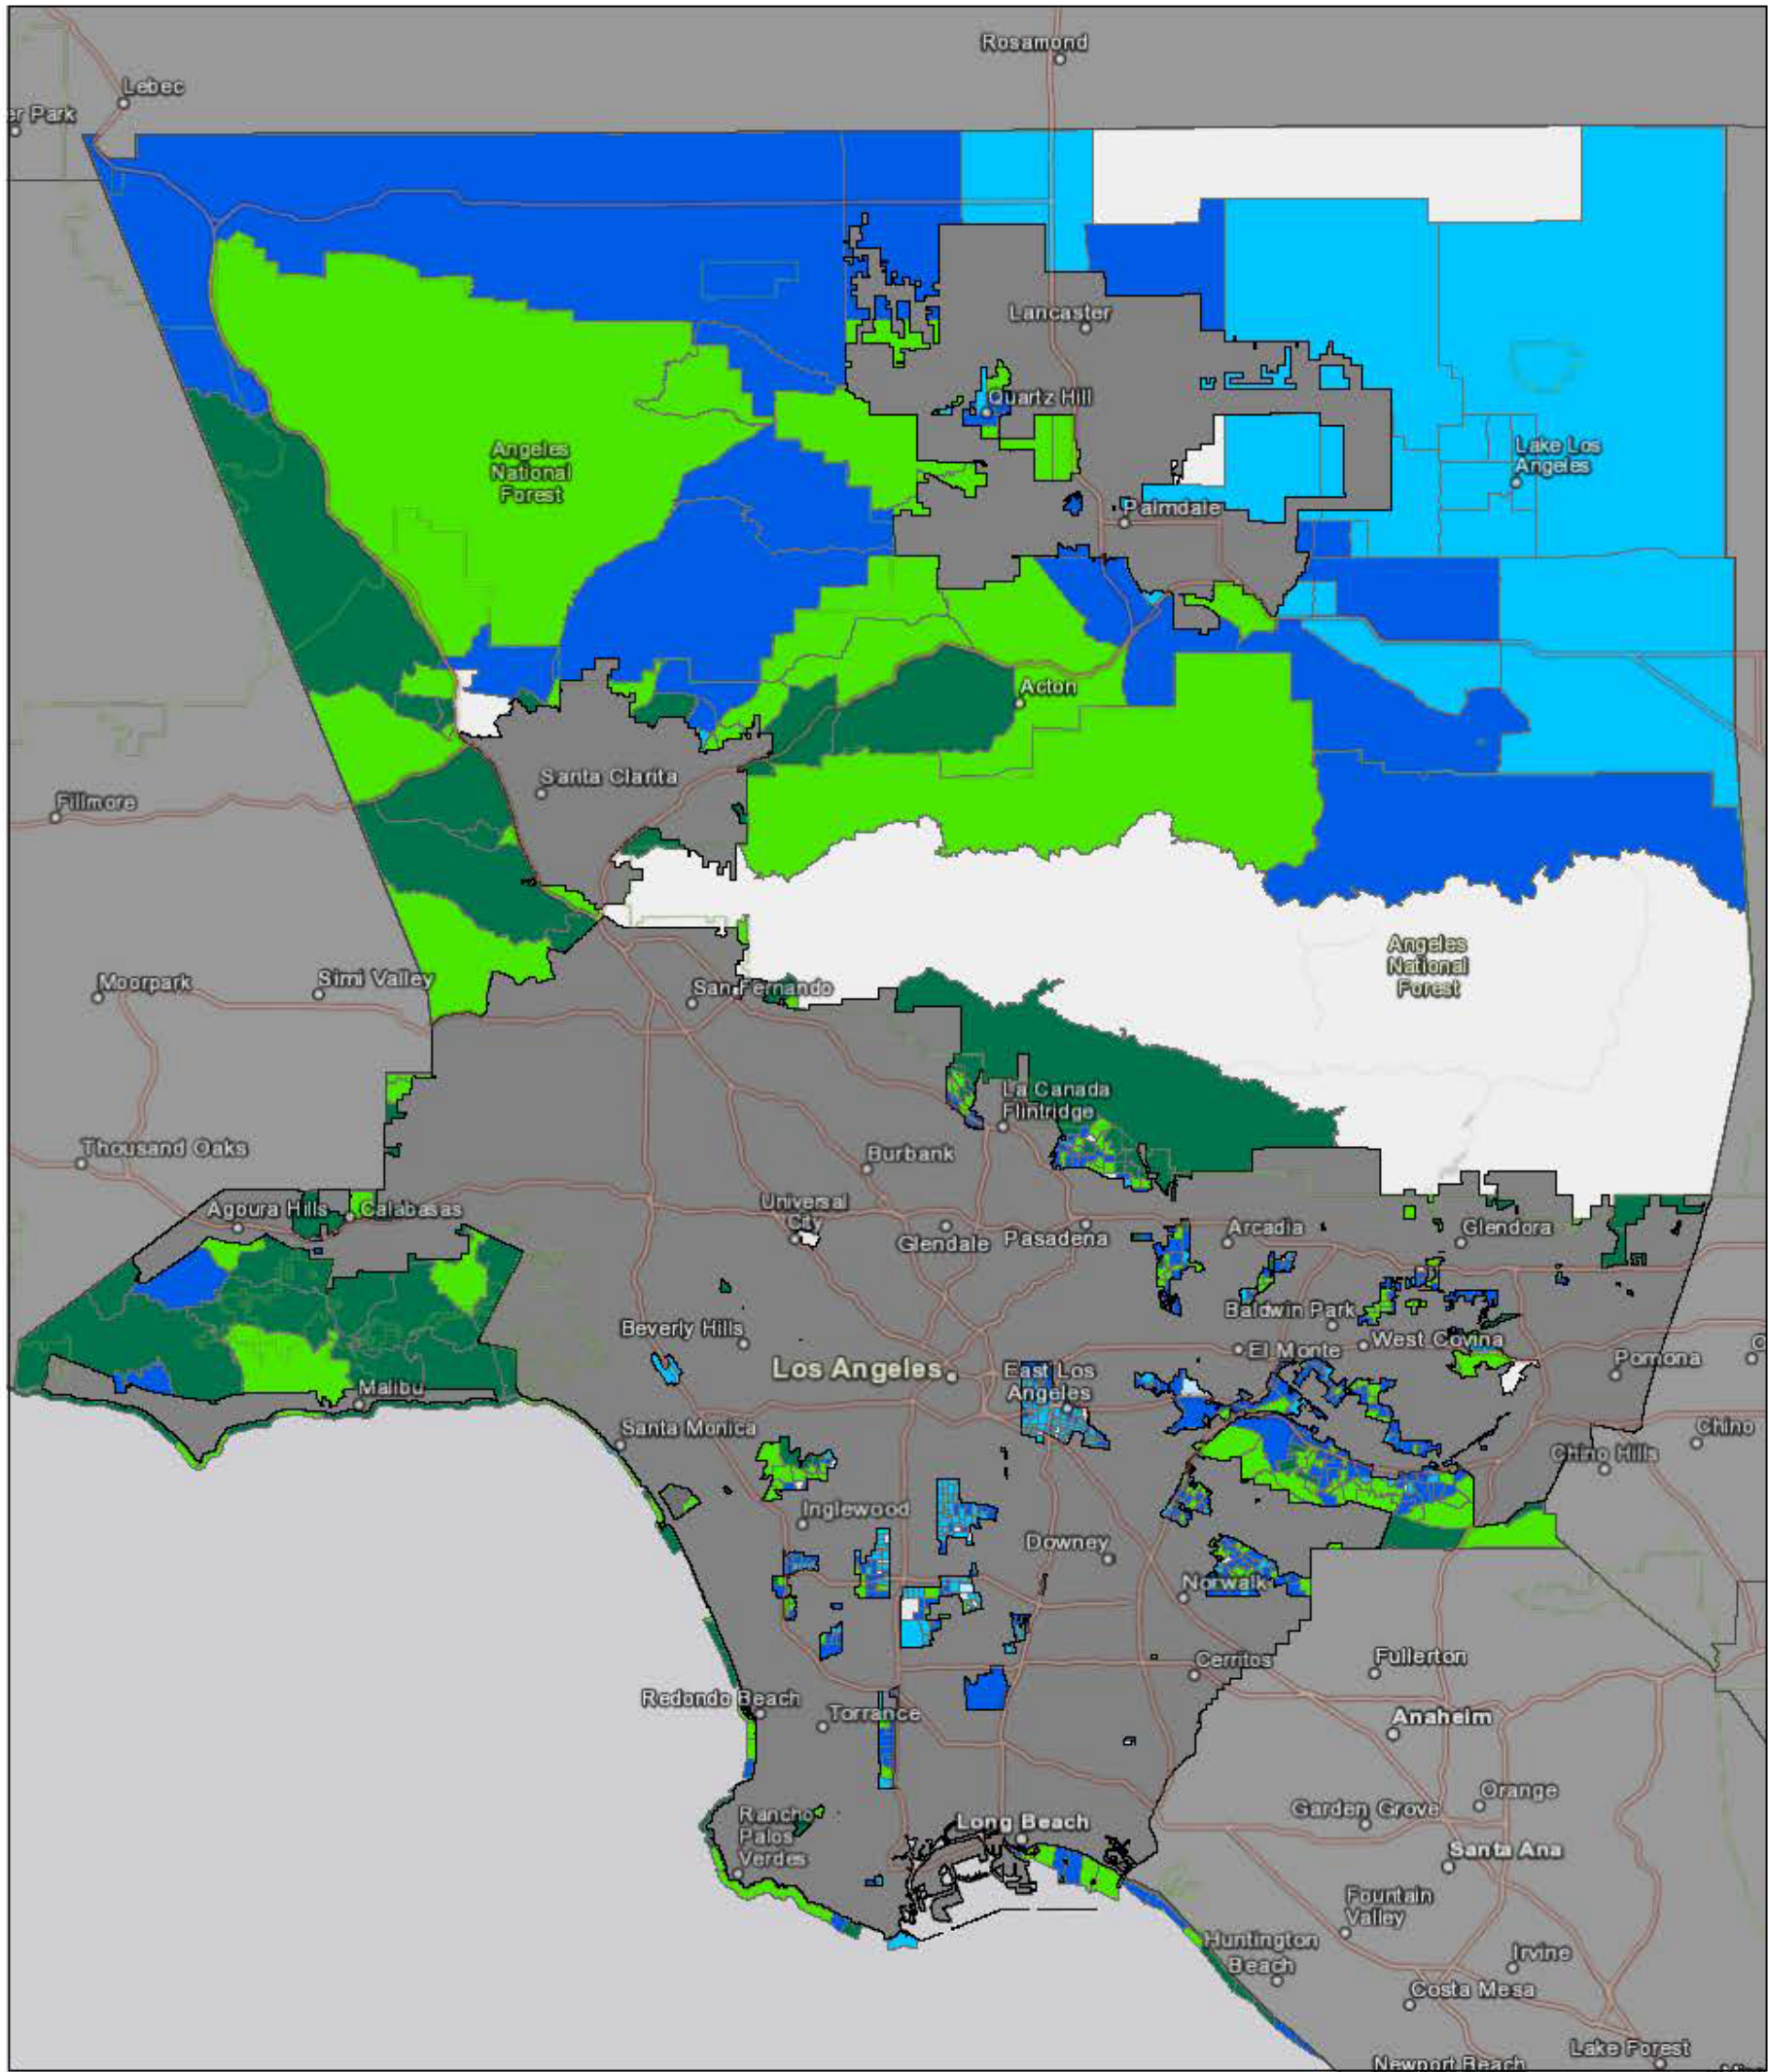 Rosamond
Lebec
er Park
Lancaster
Quartz Hill
Lake Los
Angeles
Angeles
National
Forest
Palmdale
Acton
Santa Clarita
Fillmore
Angeles
National
Forest
Moorpark
Simi Valley
San Fernando
La Canada
Flintridge
Thousand Oaks
Burbank
Agoura Hills
Calabasas
Universal
City
Glendale
Pasadena
Arcadia
Glendora
Baldwin Park
Beverly Hills
El Monte
West Covina
Los Angeles
East Los
Angeles
Pomona
Malibu
Santa Monica
Chino
Chino Hills
Inglewood
Downey
Norwalk
Cerritos
Fullerton
Redondo Beach
Torrance
Anaheim
Orange
Rancho
Palos
Verdes
Long Beach
Garden Grove
Santa Ana
Fountain
Valley
Huntington
Beach
Irvine
Costa Mesa
Lake Forest
Newport Beach